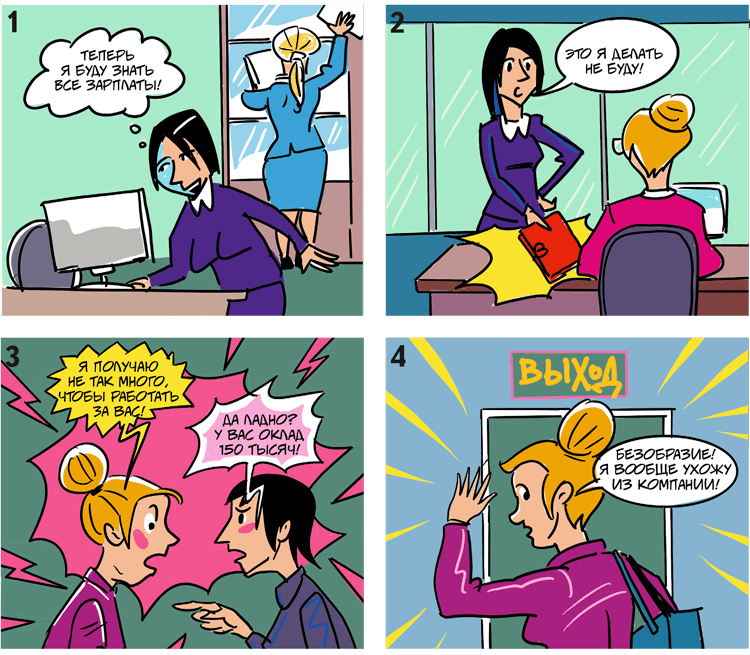 1
ТЕПЕРЬ
Я БУДУ ЗНАТЬ
ВСЕ ЗАРПЛАТЫ!
2
ЭТО Я ДЕЛАТЬ
НЕ БУДУ!
3
Я ПОЛУЧАЮ
НЕ ТАК МНОГО,
ЧТОБЫ РАБОТАТЬ
ЗА ВАС!
ДА ЛАДНО?
У ВАС ОКЛАД
150 ТЫСЯЧ!
4
ВЫХОД
БЕЗОБРАЗИЕ!
Я ВООБЩЕ УХОЖУ
ИЗ КОМПАНИИ!